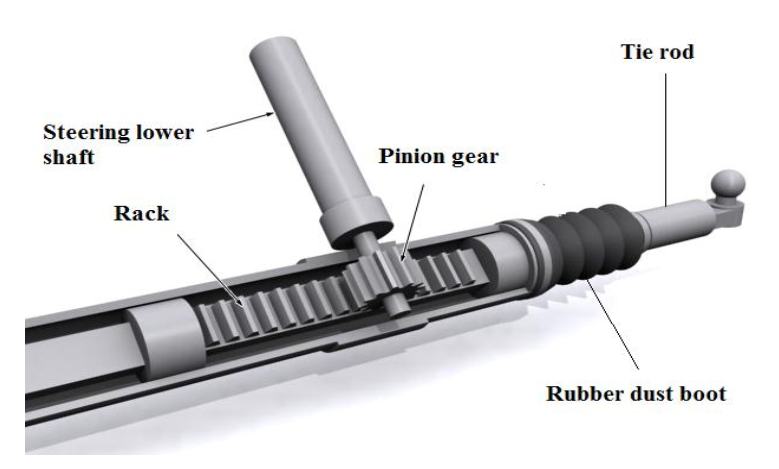 Tie rod
Steering lower
shaft
Pinion gear
Rack
Rubber dust boot